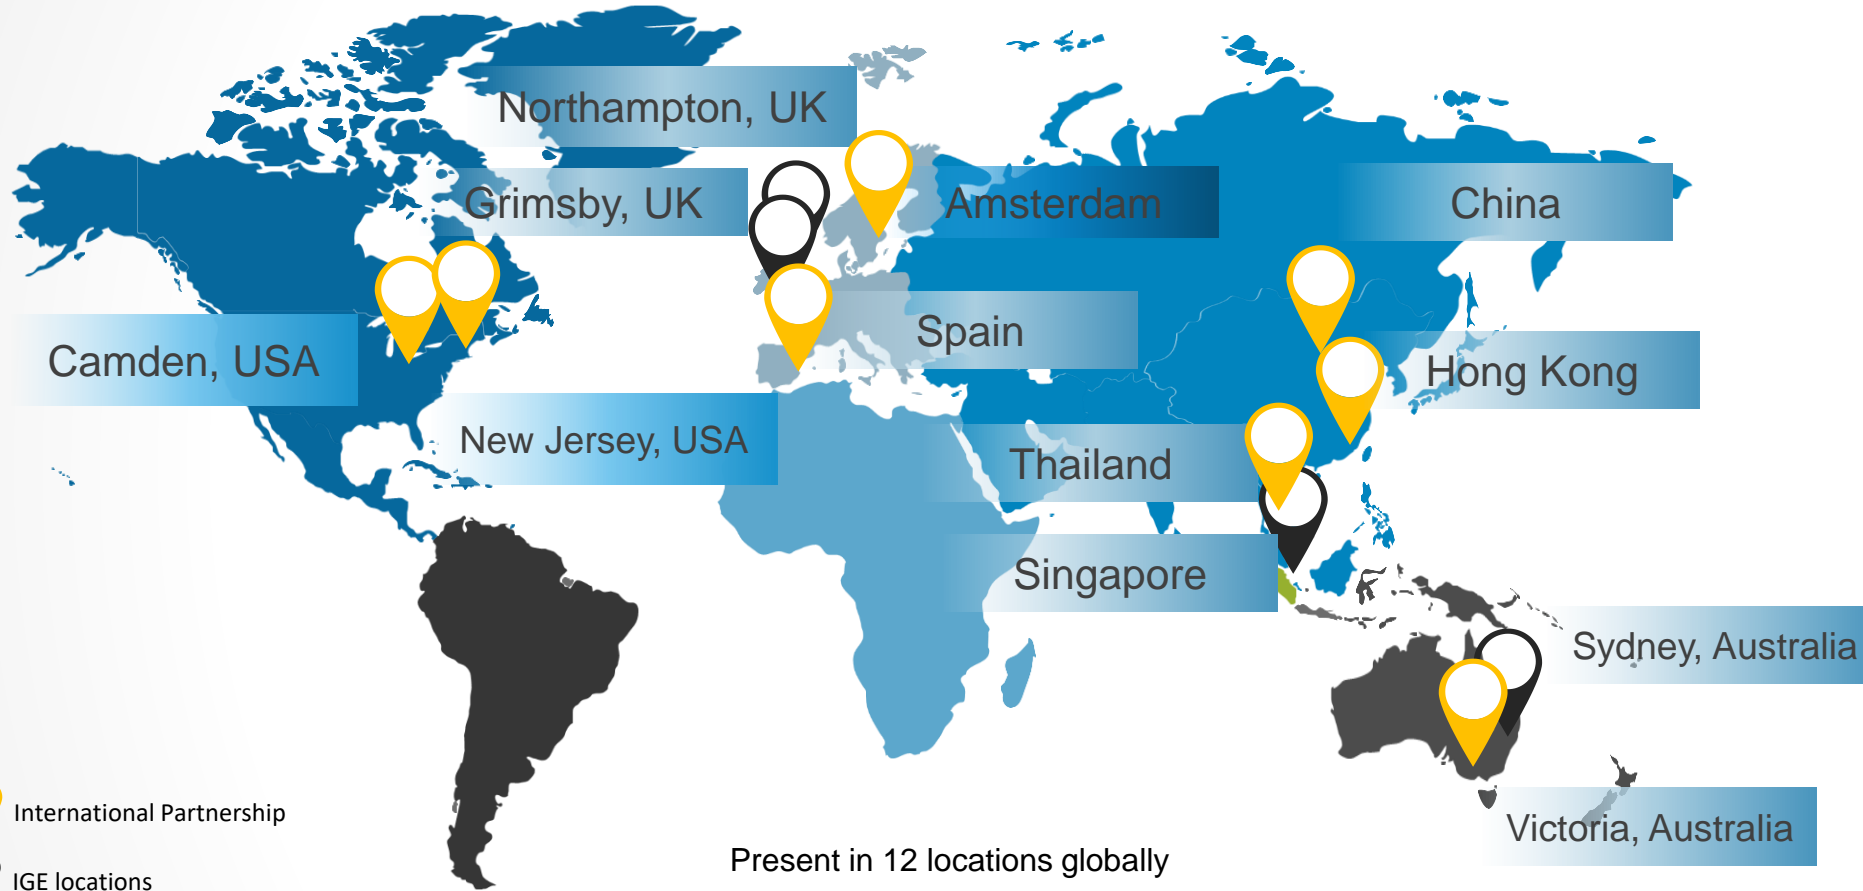 Northampton, UK
Grimsby, UK
Amsterdam
China
Camden, USA
Spain
Hong Kong
New Jersey, USA
Thailand
Singapore
Sydney, Australia
Victoria, Australia
International Partnership
IGE locations
Present in 12 locations globally